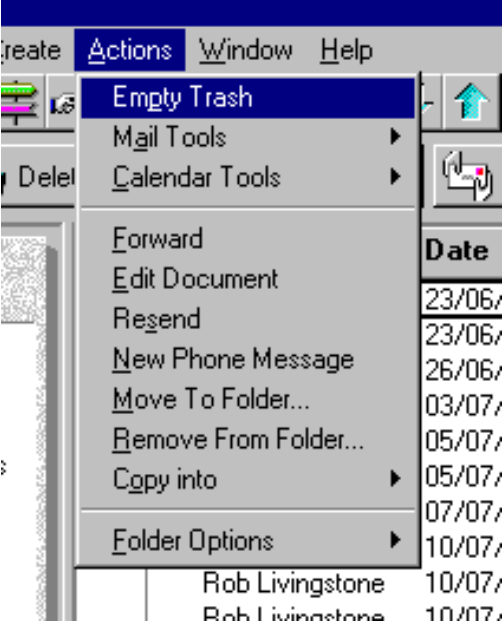 Create Actions Window Help
Empty Trash
Mail Tools
Delet
Calendar Tools
Forward
Date
Edit Document
23/06/
Resend
23/06/
New Phone Message
26/06/
Move To Folder...
03/07/
Remove From Folder...
05/07/
Copy into
05/07/
07/07/
Folder Options
10/07/
Rob Livingstone 10/07/
Rob Livingstone 10/07/